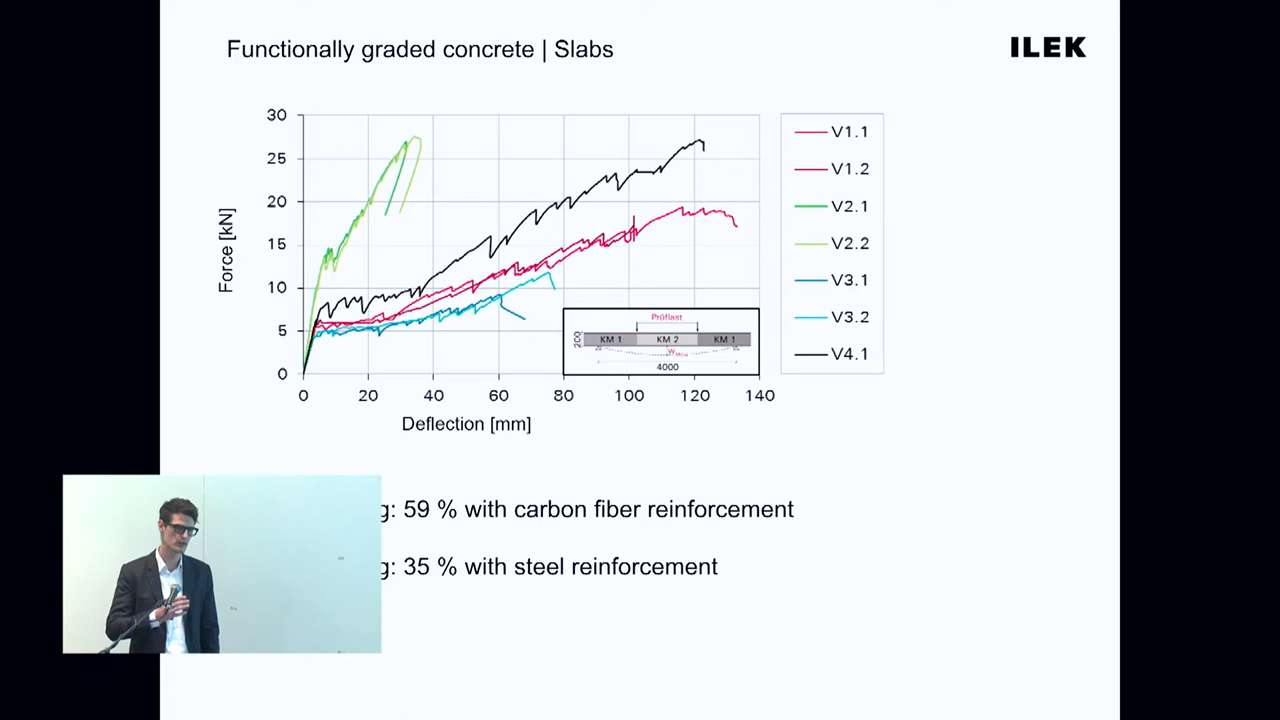 Functionally graded concrete | Slabs
ILEK
30
25
20
15
10
5
0
Force [kN]
0 20 40 60 80 100 120 140
Deflection [mm]
V1.1
V1.2
V2.1
V2.2
V3.1
V3.2
V4.1
Prüflast
200
KM 1 KM 2 KM 1
4000
g: 59 % with carbon fiber reinforcement
g: 35 % with steel reinforcement